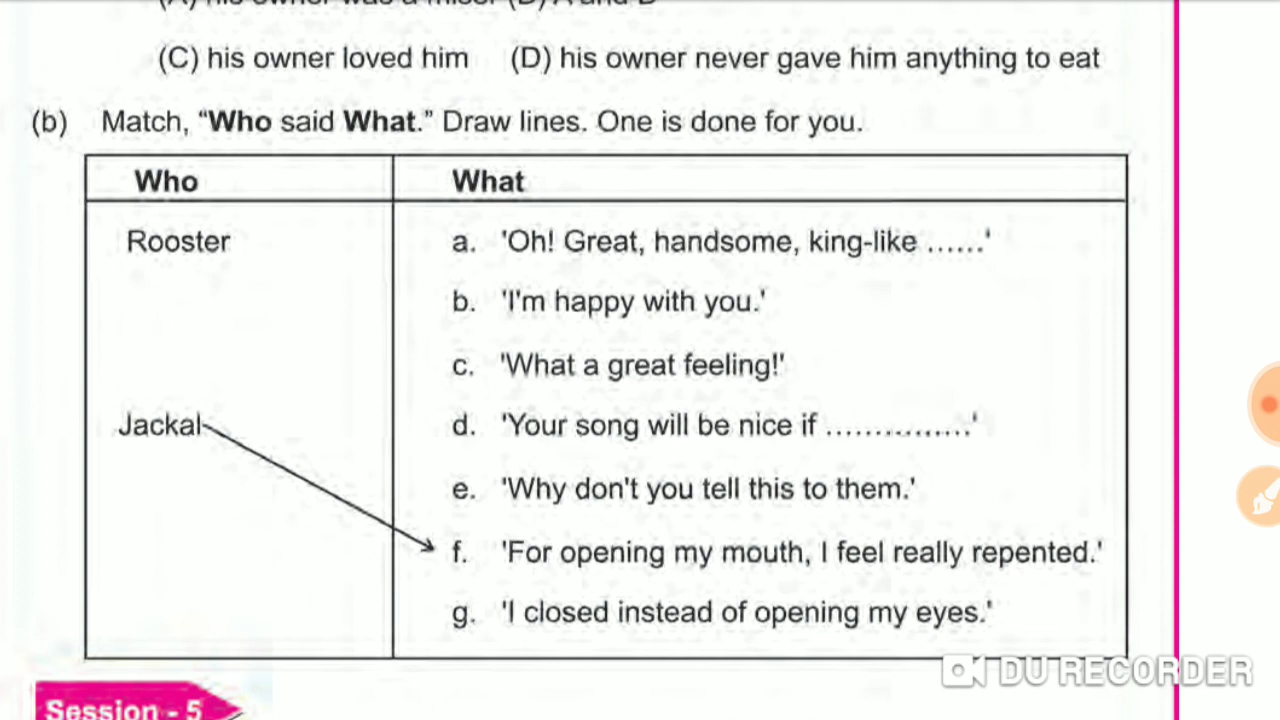 (C) his owner loved him (D) his owner never gave him anything to eat
(b) Match, “Who said What.” Draw lines. One is done for you.
Who What
Rooster a. 'Oh! Great, handsome, king-like ......'
b. 'I'm happy with you.'
c. 'What a great feeling!'
Jackal d. 'Your song will be nice if ...............'
e. 'Why don't you tell this to them.'
f. 'For opening my mouth, I feel really repented.'
g. 'I closed instead of opening my eyes.'
DU RECORDER
Session - 5